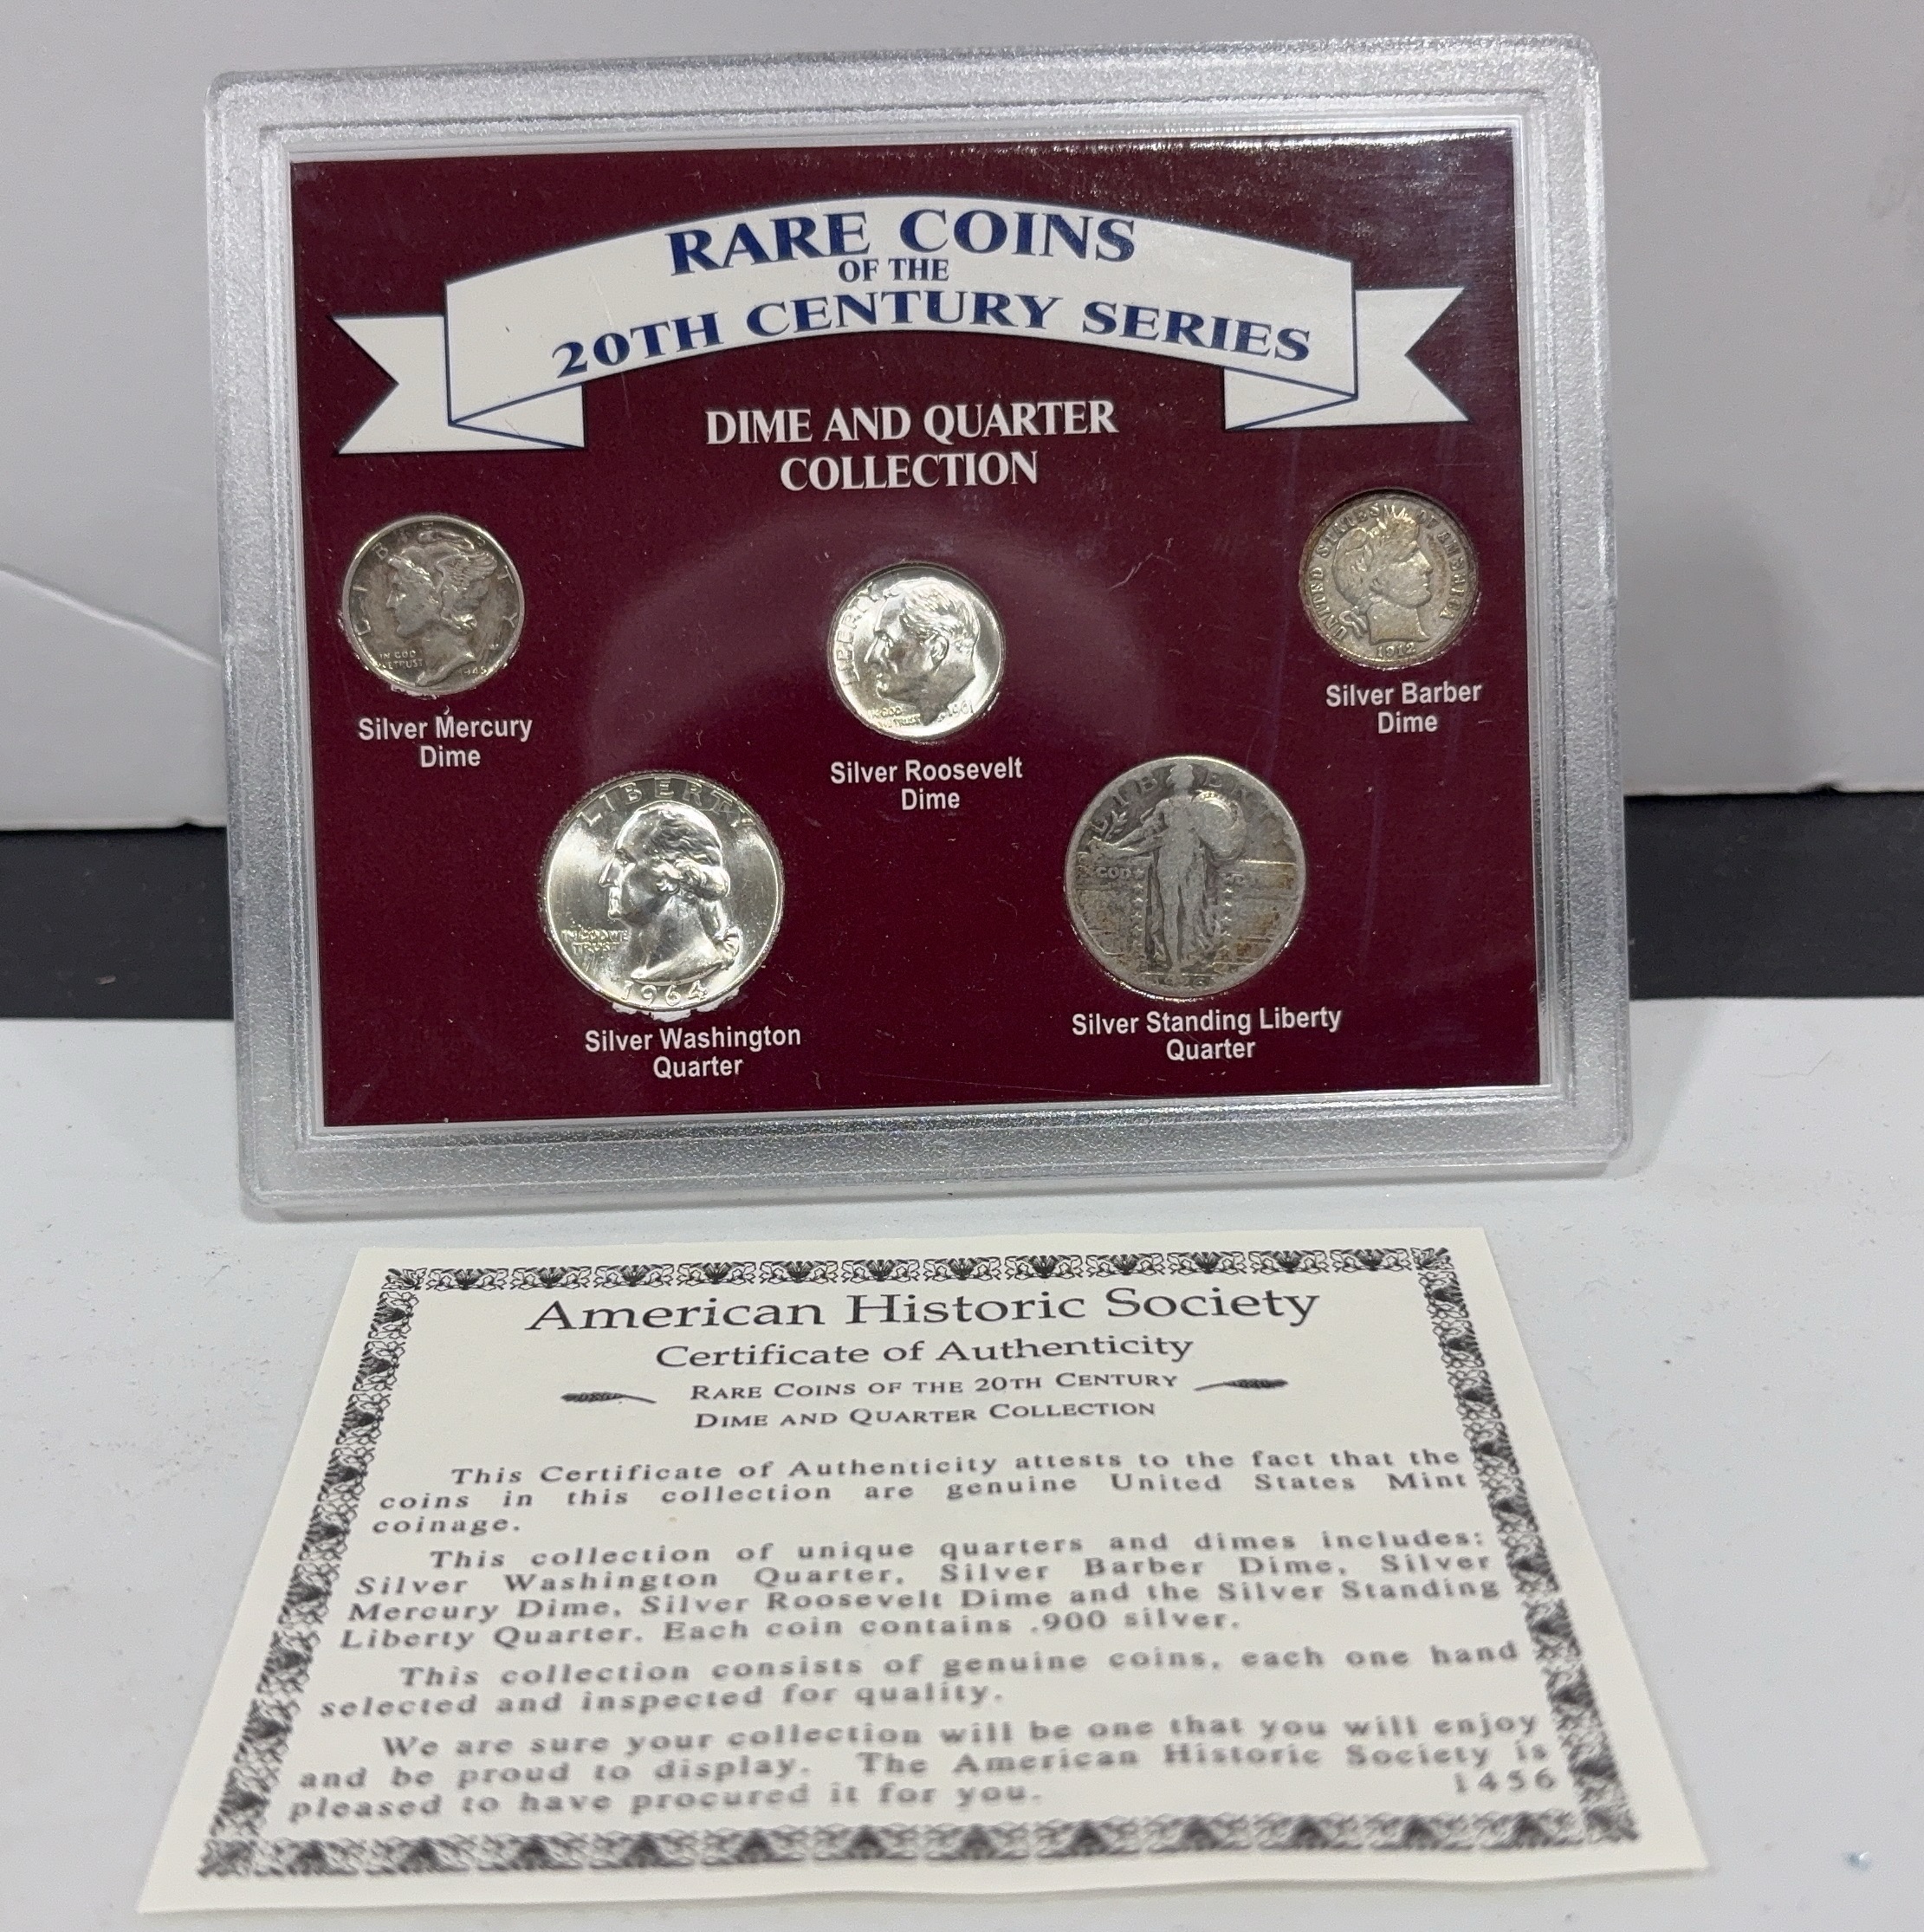 RARE COINS
OF THE
20TH CENTURY SERIES
DIME AND QUARTER
COLLECTION
LIBERTY
IN GOD
WE TRUST
Silver Mercury
Dime
LIBERTY
Silver Roosevelt
Dime
UNITED STATES OF AMERICA
1912
Silver Barber
Dime
LIBERTY
IN GOD WE
TRUST
1964
Silver Washington
Quarter
LIBERTY
GOD
Silver Standing Liberty
Quarter
American Historic Society
Certificate of Authenticity
RARE COINS OF THE 20TH CENTURY
DIME AND QUARTER COLLECTION
This Certificate of Authenticity attests to the fact that the
coins in this collection are genuine United States Mint
coinage.
This collection of unique quarters and dimes includes:
Silver Washington Quarter, Silver Barber Dime, Silver
Mercury Dime, Silver Roosevelt Dime and the Silver Standing
Liberty Quarter. Each coin contains .900 silver.
This collection consists of genuine coins, each one hand
selected and inspected for quality.
We are sure your collection will be one that you will enjoy
and be proud to display. The American Historic Society is
pleased to have procured it for you.
1456